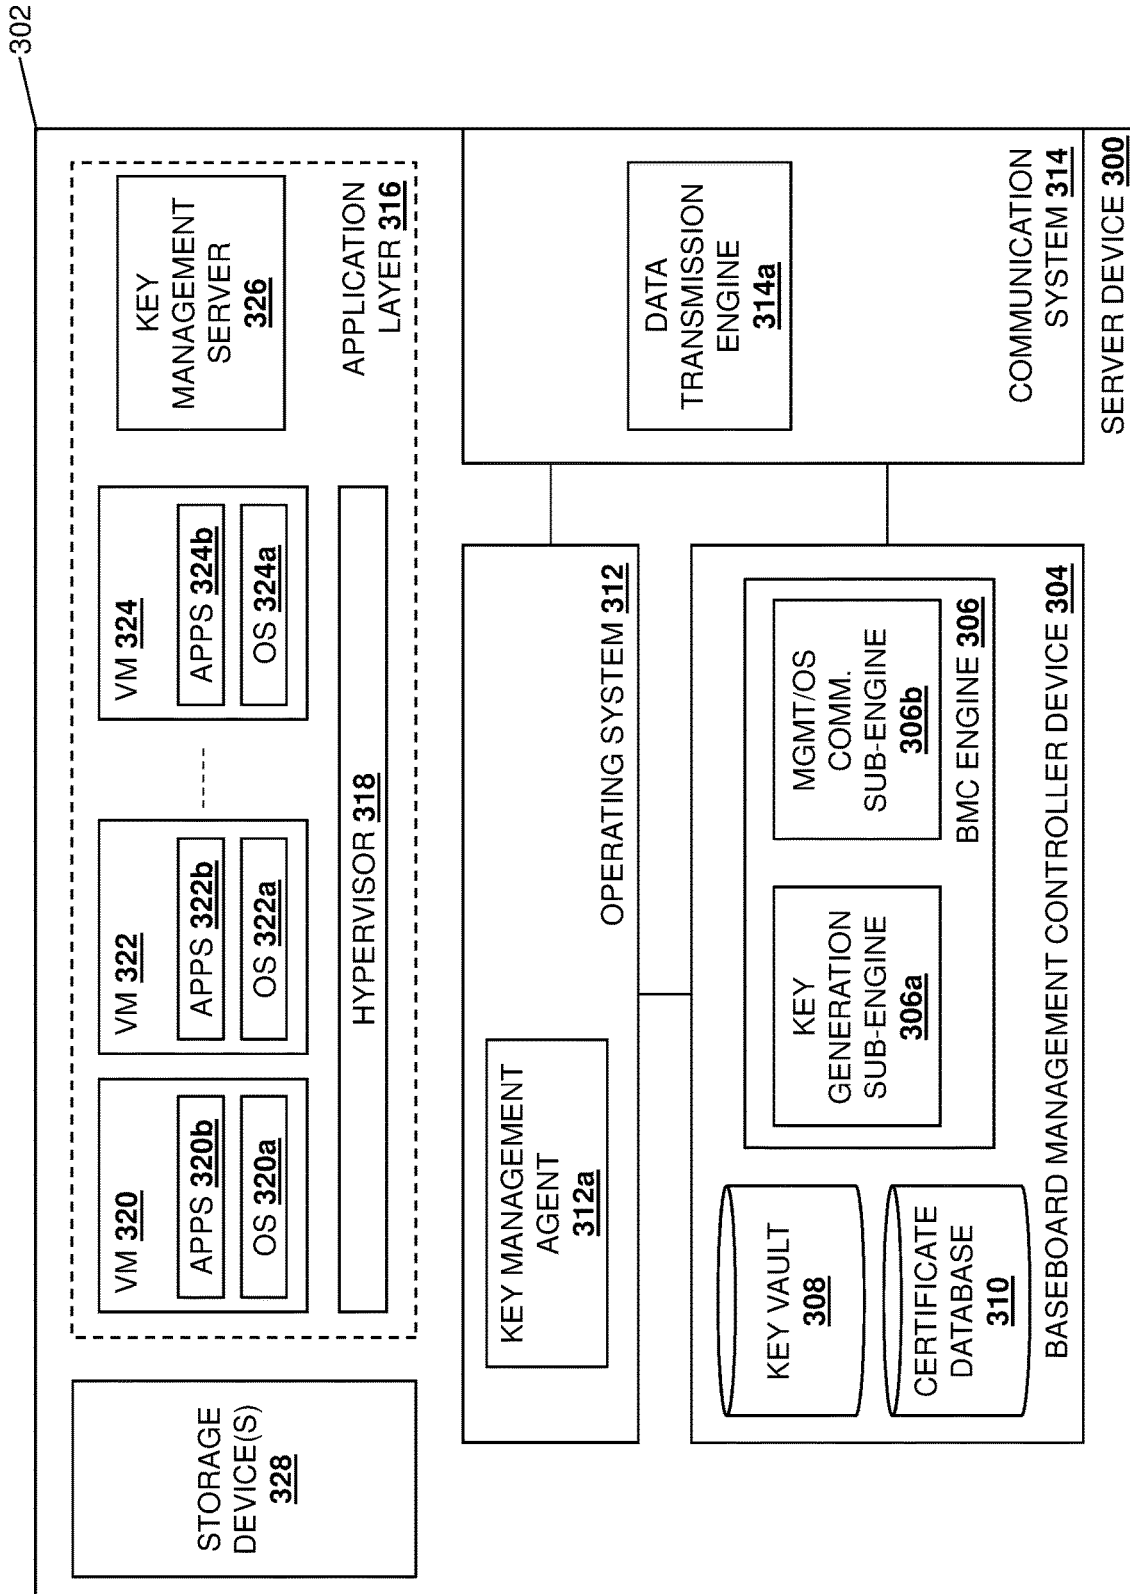 302
STORAGE
DEVICE(S)
328
VM 320
APPS 320b
OS 320a
VM 322
APPS 322b
OS 322a
VM 324
APPS 324b
OS 324a
HYPERVISOR 318
KEY
MANAGEMENT
SERVER
326
APPLICATION
LAYER 316
KEY MANAGEMENT
AGENT
312a
OPERATING SYSTEM 312
DATA
TRANSMISSION
ENGINE
314a
COMMUNICATION
SYSTEM 314
KEY VAULT
308
CERTIFICATE
DATABASE
310
KEY
GENERATION
SUB-ENGINE
306a
MGMT/OS
COMM.
SUB-ENGINE
306b
BMC ENGINE 306
BASEBOARD MANAGEMENT CONTROLLER DEVICE 304
SERVER DEVICE 300